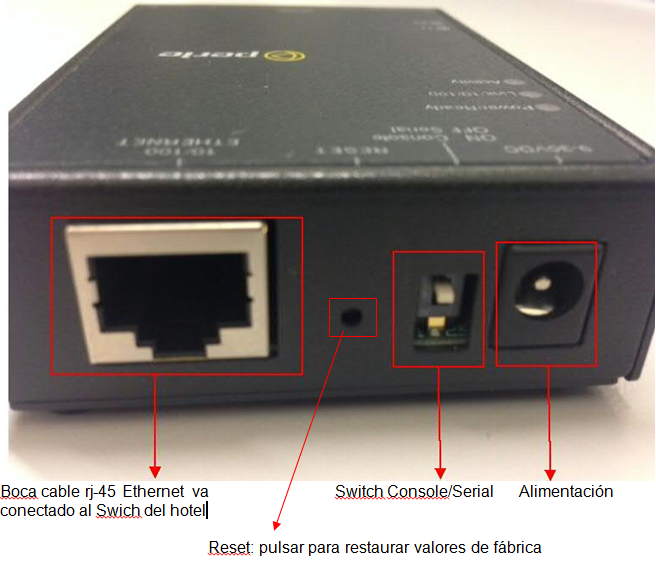 perle
Activity
Link/10/100
Power/Ready
ETHERNET
10/100
RESET
ON Console
OFF Serial
9-30VDC
Boca cable rj-45 Ethernet va
conectado al Swich del hotel
Switch Console/Serial
Alimentación
Reset: pulsar para restaurar valores de fábrica